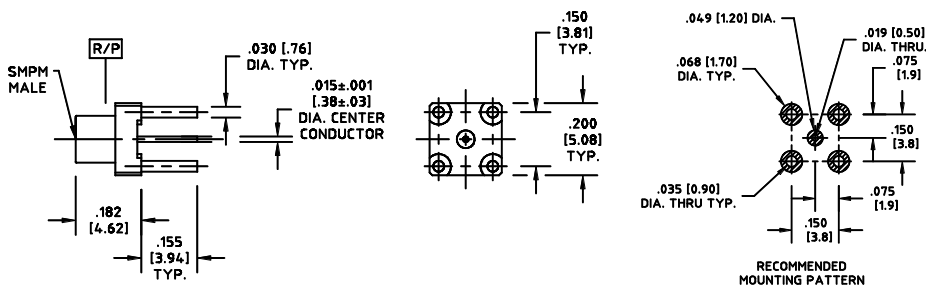 R/P
SMPM
MALE
.030 [.76]
DIA. TYP.
.015±.001
[.38±.03]
DIA. CENTER
CONDUCTOR
.182
[4.62]
.155
[3.94]
TYP.
.150
[3.81]
TYP.
.200
[5.08]
TYP.
.049 [1.20] DIA.
.019 [0.50]
DIA. THRU.
.068 [1.70]
DIA. TYP.
.075
[1.9]
.150
[3.8]
.035 [0.90]
DIA. THRU TYP.
.075
[1.9]
.150
[3.8]
RECOMMENDED
MOUNTING PATTERN